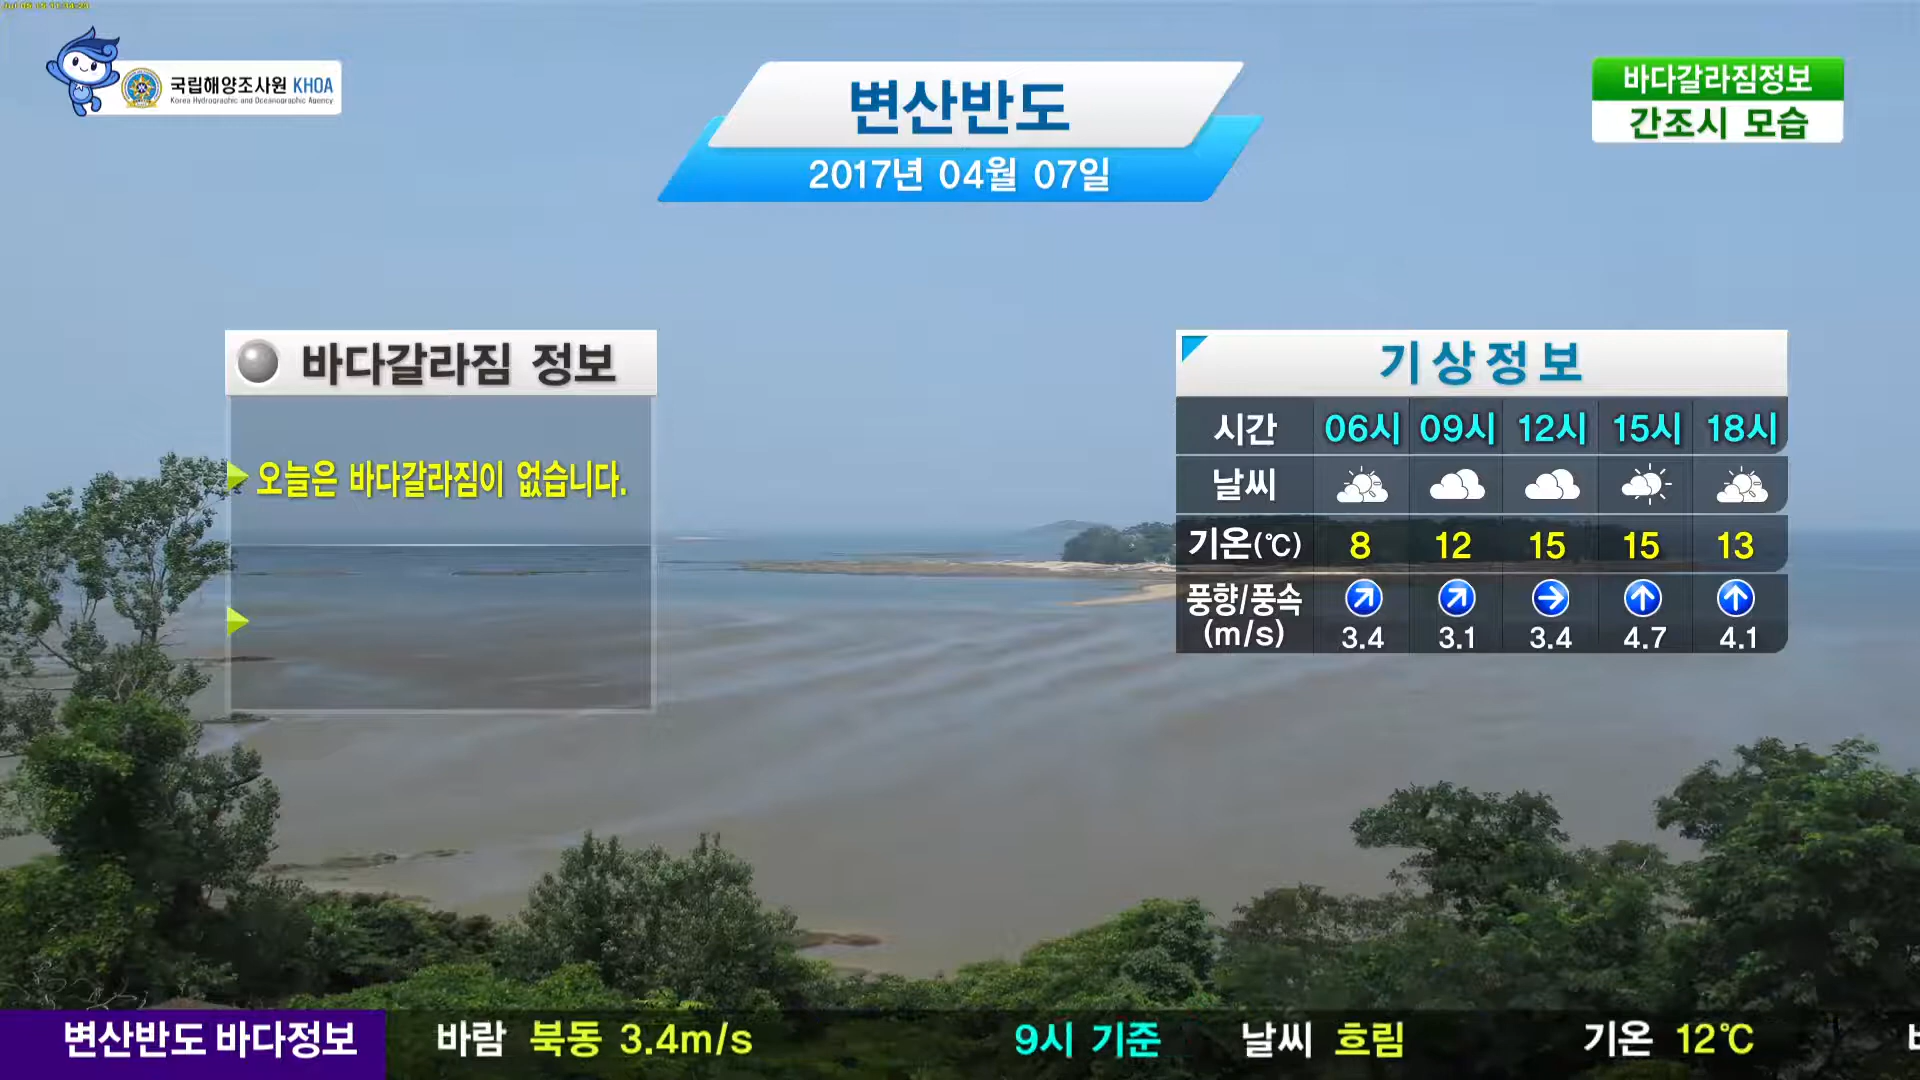 국립해양조사원 KHOA
Korea Hydrographic and Oceanographic Agency
변산반도
2017년 04월 07일
바다갈라짐정보
간조시 모습
바다갈라짐 정보
오늘은 바다갈라짐이 없습니다.
기상정보
시간 06시 09시 12시 15시 18시
날씨
기온(℃) 8 12 15 15 13
풍향/풍속
(m/s) 3.4 3.1 3.4 4.7 4.1
변산반도 바다정보 바람 북동 3.4m/s 9시 기준 날씨 흐림 기온 12℃